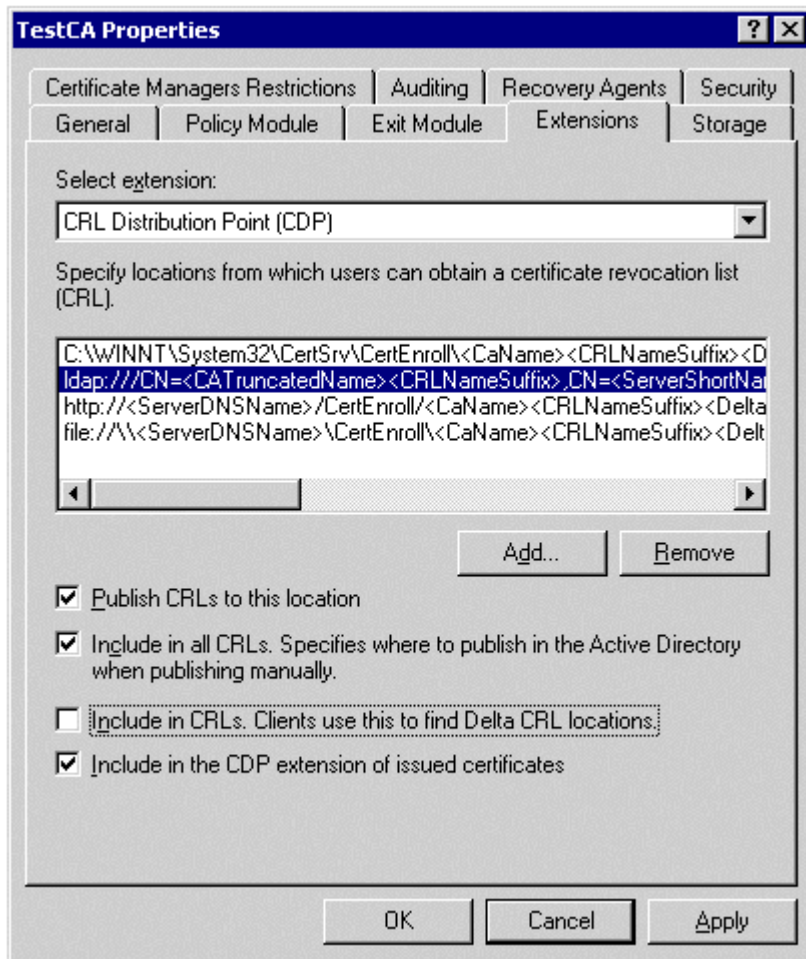 TestCA Properties
Certificate Managers Restrictions Auditing Recovery Agents Security
General Policy Module Exit Module Extensions Storage
Select extension:
CRL Distribution Point (CDP)
Specify locations from which users can obtain a certificate revocation list
(CRL).
C:\WINNT\System32\CertSrv\CertEnroll\<CaName><CRLNameSuffix><D
ldap:///CN=<CATruncatedName><CRLNameSuffix>,CN=<ServerShortNa
http://<ServerDNSName>/CertEnroll/<CaName><CRLNameSuffix><Delta
file://\\<ServerDNSName>\CertEnroll\<CaName><CRLNameSuffix><Delt
Add... Remove
Publish CRLs to this location
Include in all CRLs. Specifies where to publish in the Active Directory
when publishing manually.
Include in CRLs. Clients use this to find Delta CRL locations.
Include in the CDP extension of issued certificates
OK Cancel Apply